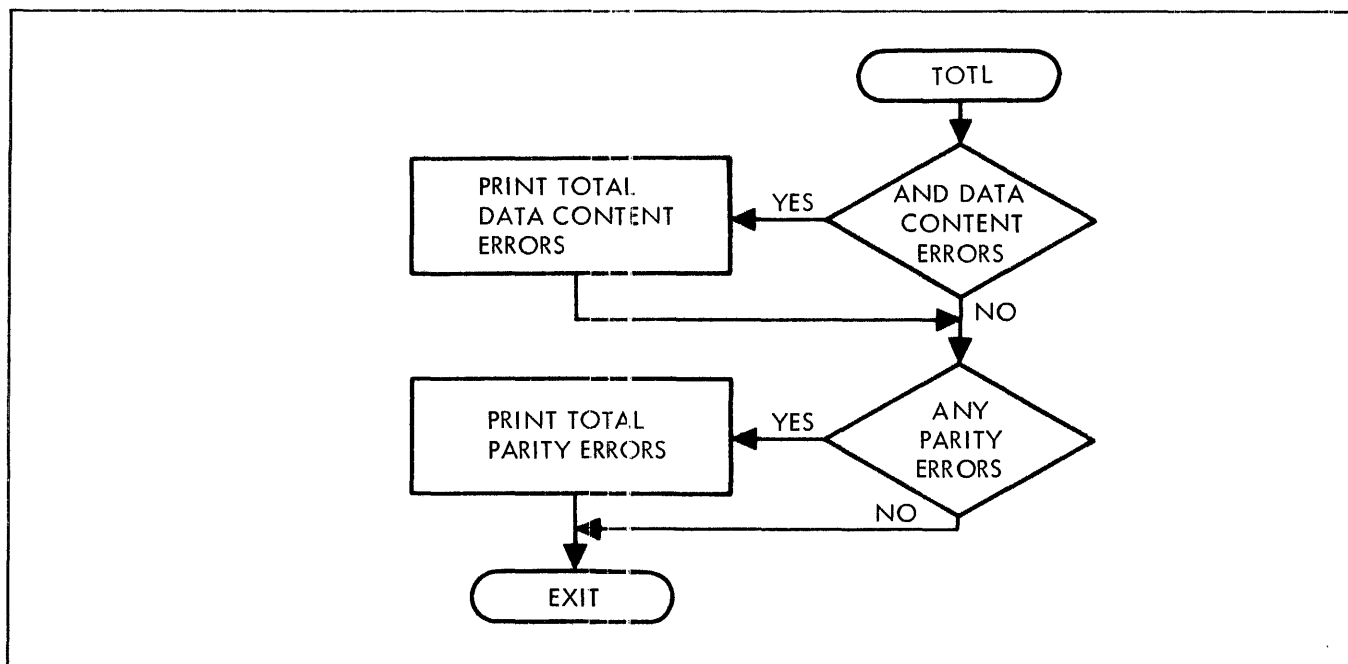 TOTL
AND DATA
CONTENT
ERRORS
YES
PRINT TOTAL
DATA CONTENT
ERRORS
NO
ANY
PARITY
ERRORS
YES
PRINT TOTAL
PARITY ERRORS
NO
EXIT